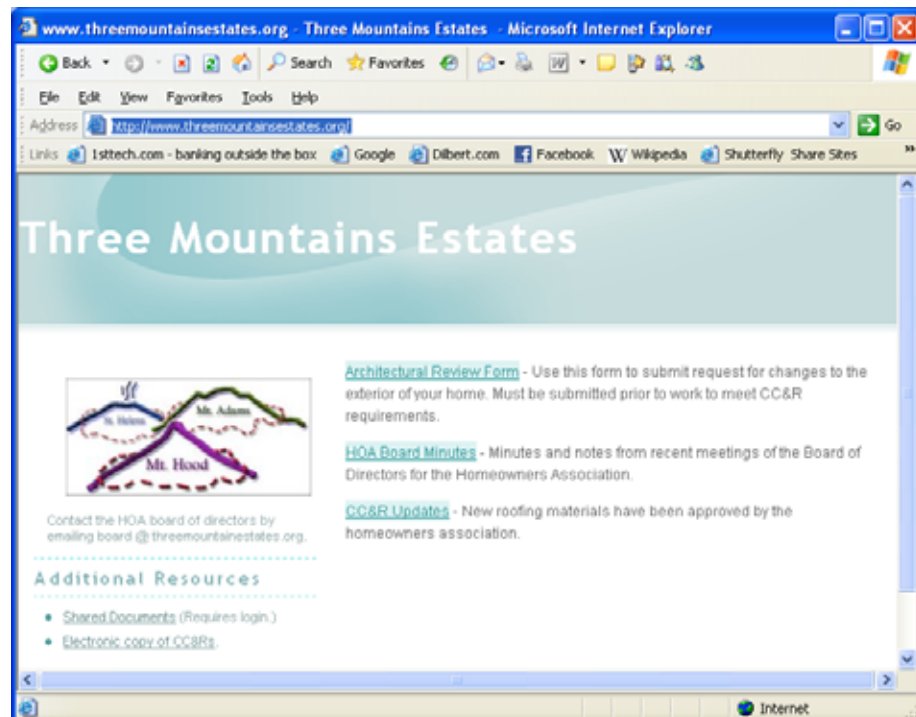 www.threemountainsestates.org - Three Mountains Estates - Microsoft Internet Explorer
Back Search Favorites
File Edit View Favorites Tools Help
Address http://www.threemountainsestates.org/ Go
Links 1sttech.com - banking outside the box Google Dilbert.com Facebook Wikipedia Shutterfly Share Sites
Three Mountains Estates
St. Helens
Mt. Adams
Mt. Hood
Contact the HOA board of directors by
emailing board @ threemountainestates.org.
Additional Resources
Shared Documents (Requires login.)
Electronic copy of CC&Rs.
Architectural Review Form - Use this form to submit request for changes to the
exterior of your home. Must be submitted prior to work to meet CC&R
requirements.
HOA Board Minutes - Minutes and notes from recent meetings of the Board of
Directors for the Homeowners Association.
CC&R Updates - New roofing materials have been approved by the
homeowners association.
Internet